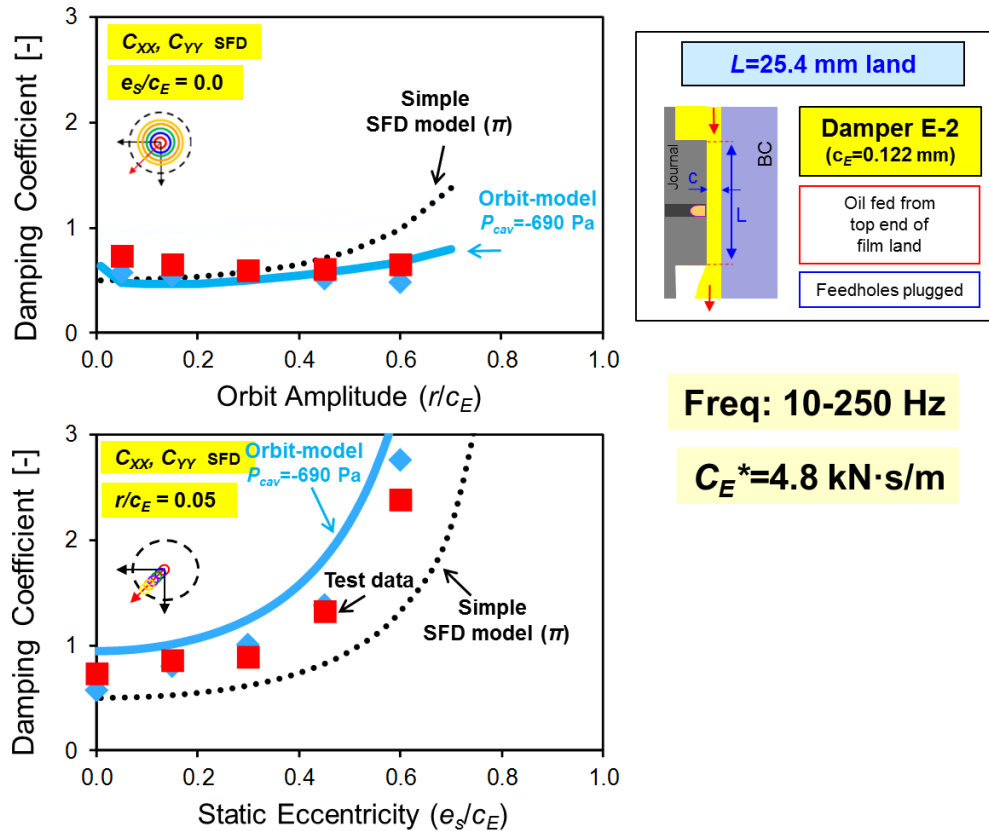 3
2
1
0
0.0 0.2 0.4 0.6 0.8 1.0
Damping Coefficient [-]
Orbit Amplitude (r/cE)
CXX, CYY SFD
eS/cE = 0.0
Simple
SFD model (π)
Orbit-model
Pcav=-690 Pa
L=25.4 mm land
Journal
BC
c
L
Damper E-2
(cE=0.122 mm)
Oil fed from
top end of
film land
Feedholes plugged
Freq: 10-250 Hz
CE*=4.8 kN·s/m
3
2
1
0
0.0 0.2 0.4 0.6 0.8 1.0
Damping Coefficient [-]
Static Eccentricity (es/cE)
CXX, CYY SFD
r/cE = 0.05
Orbit-model
Pcav=-690 Pa
Test data
Simple
SFD model (π)